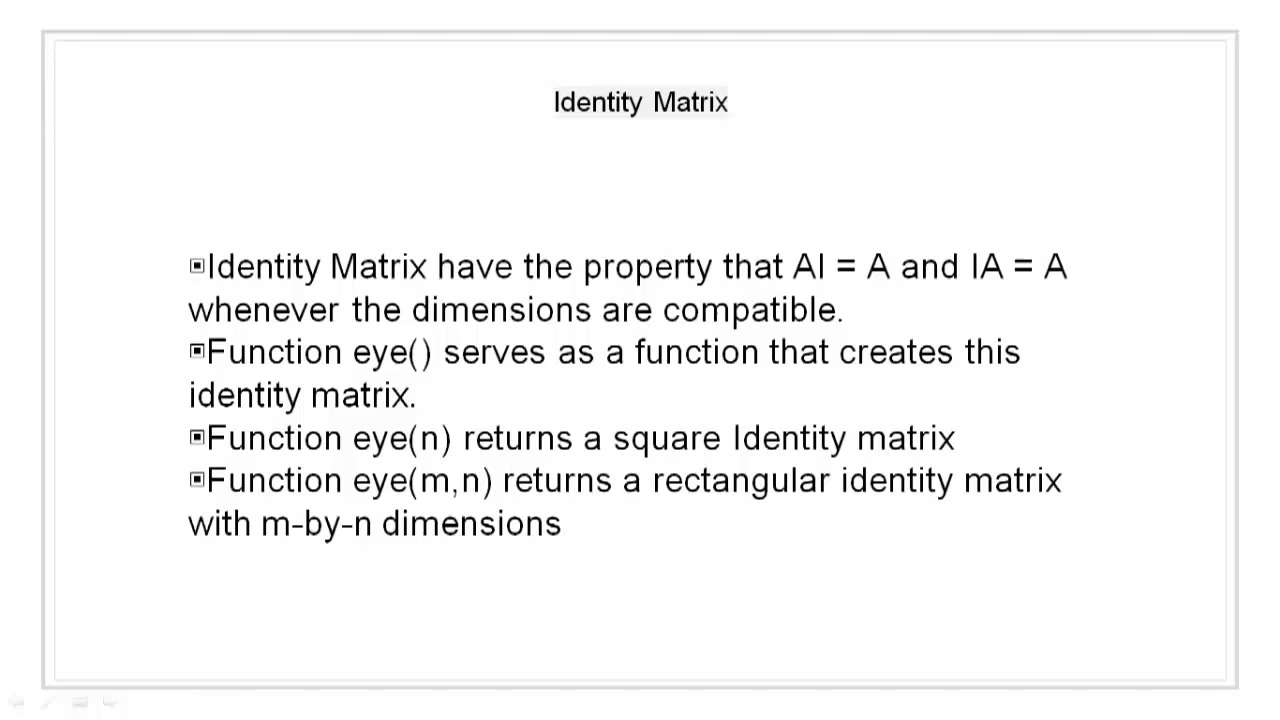 Identity Matrix
▣Identity Matrix have the property that AI = A and IA = A
whenever the dimensions are compatible.
▣Function eye() serves as a function that creates this
identity matrix.
▣Function eye(n) returns a square Identity matrix
▣Function eye(m,n) returns a rectangular identity matrix
with m-by-n dimensions